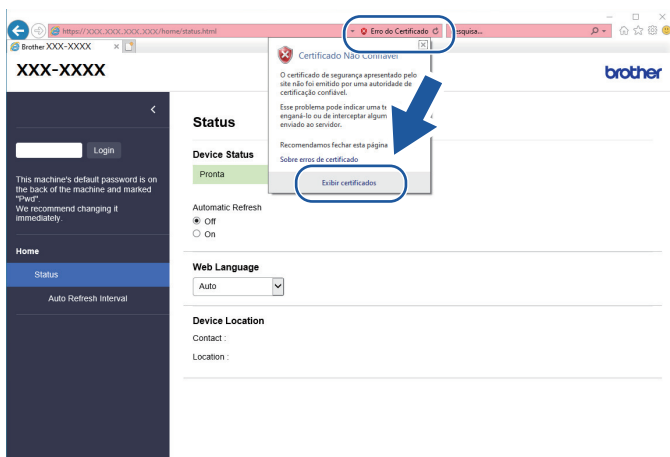 https://XXX.XXX.XXX.XXX/home/status.html
Erro do Certificado
esquisa...
Brother XXX-XXXX
XXX-XXXX
brother
Certificado Não Confiável
O certificado de segurança apresentado pelo
site não foi emitido por uma autoridade de
certificação confiável.
Esse problema pode indicar uma te
enganá-lo ou de interceptar algum
enviado ao servidor.
Recomendamos fechar esta página
Sobre erros de certificado
Exibir certificados
Login
This machine's default password is on
the back of the machine and marked
"Pwd".
We recommend changing it
immediately.
Home
Status
Auto Refresh Interval
Status
Device Status
Pronta
Automatic Refresh
Off
On
Web Language
Auto
Device Location
Contact :
Location :